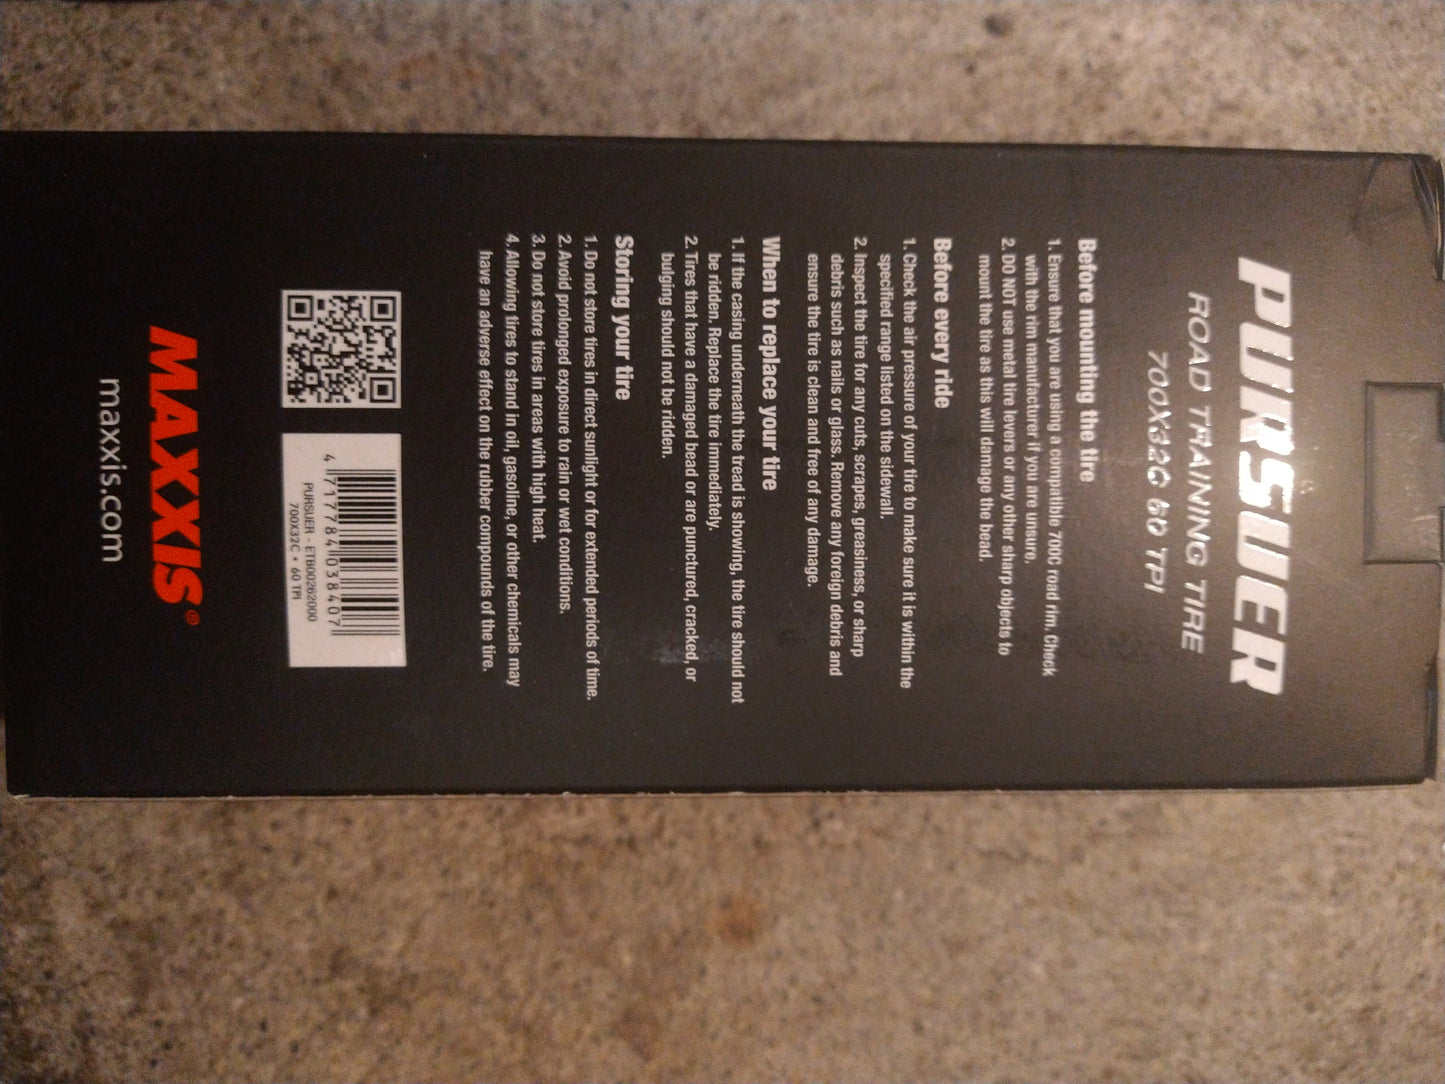 PURSUER
ROAD TRAINING TIRE
700X32C 60 TPI
Before mounting the tire
1. Ensure that you are using a compatible 700C road rim. Check
with the rim manufacturer if you are unsure.
2. DO NOT use metal tire levers or any other sharp objects to
mount the tire as this will damage the bead.
Before every ride
1. Check the air pressure of your tire to make sure it is within the
specified range listed on the sidewall.
2. Inspect the tire for any cuts, scrapes, greasiness, or sharp
debris such as nails or glass. Remove any foreign debris and
ensure the tire is clean and free of any damage.
When to replace your tire
1. If the casing underneath the tread is showing, the tire should not
be ridden. Replace the tire immediately.
2. Tires that have a damaged bead or are punctured, cracked, or
bulging should not be ridden.
Storing your tire
1. Do not store tires in direct sunlight or for extended periods of time.
2. Avoid prolonged exposure to rain or wet conditions.
3. Do not store tires in areas with high heat.
4. Allowing tires to stand in oil, gasoline, or other chemicals may
have an adverse effect on the rubber compounds of the tire.
4 717784 038407
PURSUER - ETB00262000
700X32C • 60 TPI
MAXXIS®
maxxis.com